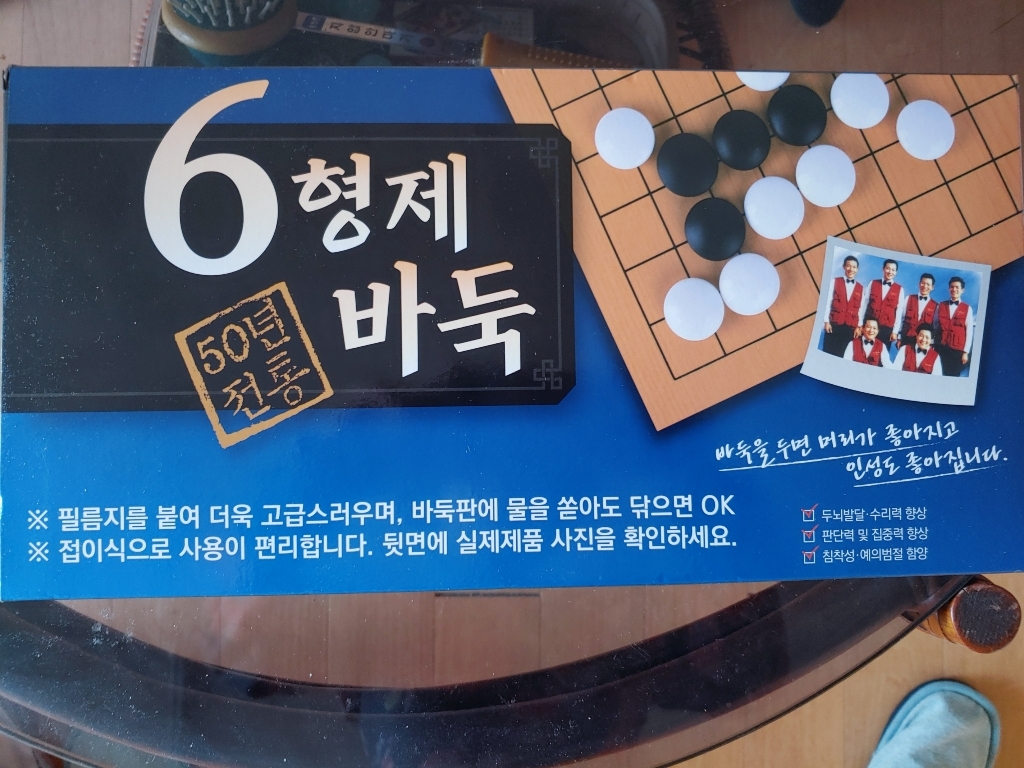 지압안마
6형제
바둑
50년
전통
바둑을 두면 머리가 좋아지고
인성도 좋아집니다.
※ 필름지를 붙여 더욱 고급스러우며, 바둑판에 물을 쏟아도 닦으면 OK
※ 접이식으로 사용이 편리합니다. 뒷면에 실제제품 사진을 확인하세요.
두뇌발달·수리력 향상
판단력 및 집중력 향상
침착성·예의범절 함양